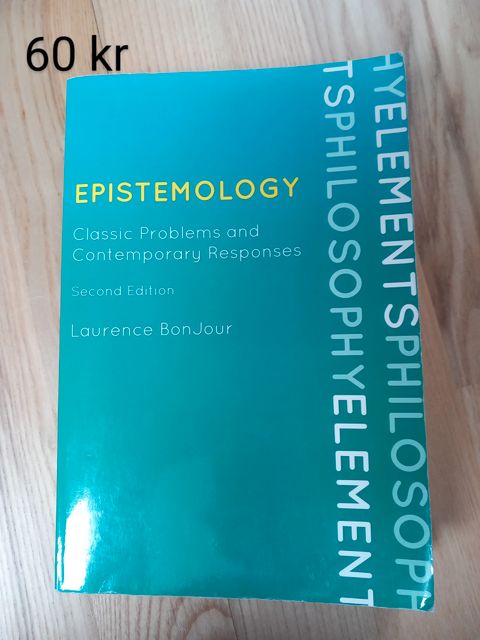 60 kr
EPISTEMOLOGY
Classic Problems and
Contemporary Responses
Second Edition
Laurence BonJour
TSPHILOSOPHYELEMENT
HYELEMENTSPHILOSOPH